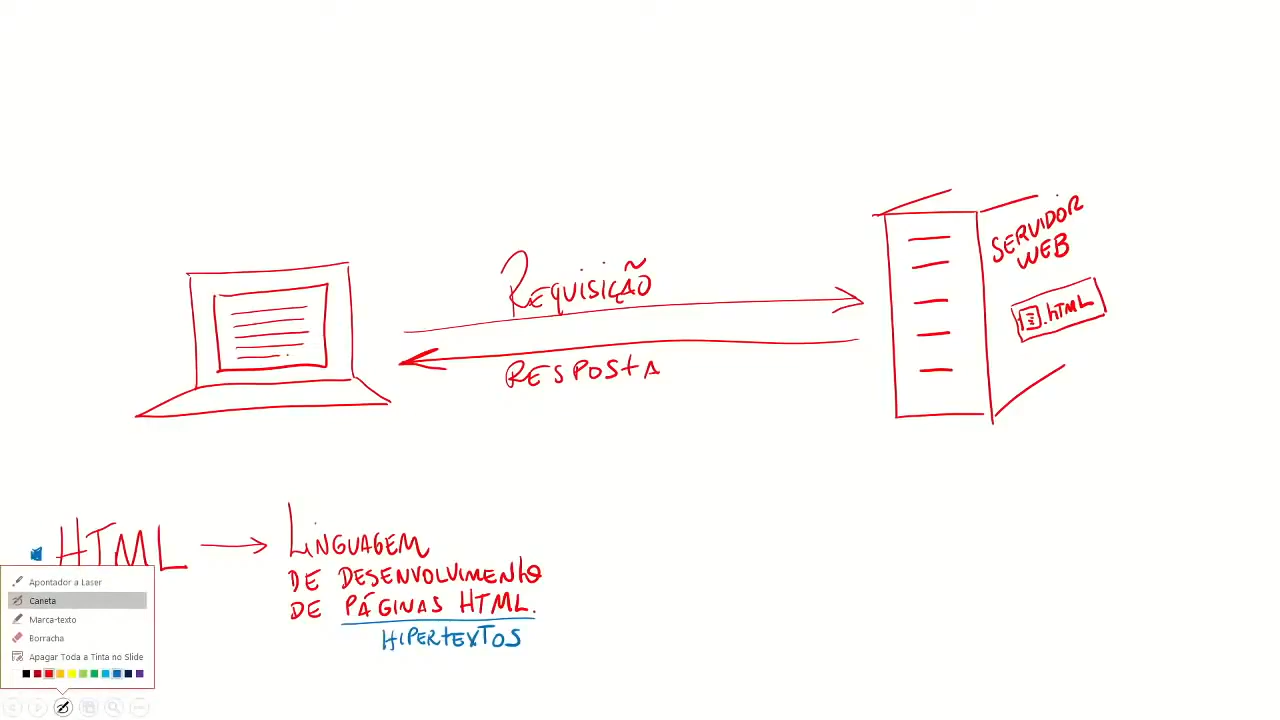 SERVIDOR
WEB
REQUISIÇÃO
.HTML
RESPOSTA
HTML
LINGUAGEM
DE DESENVOLVIMENTO
DE PÁGINAS HTML.
HIPERTEXTOS
Apontador a Laser
Caneta
Marca-texto
Borracha
Apagar Toda a Tinta no Slide